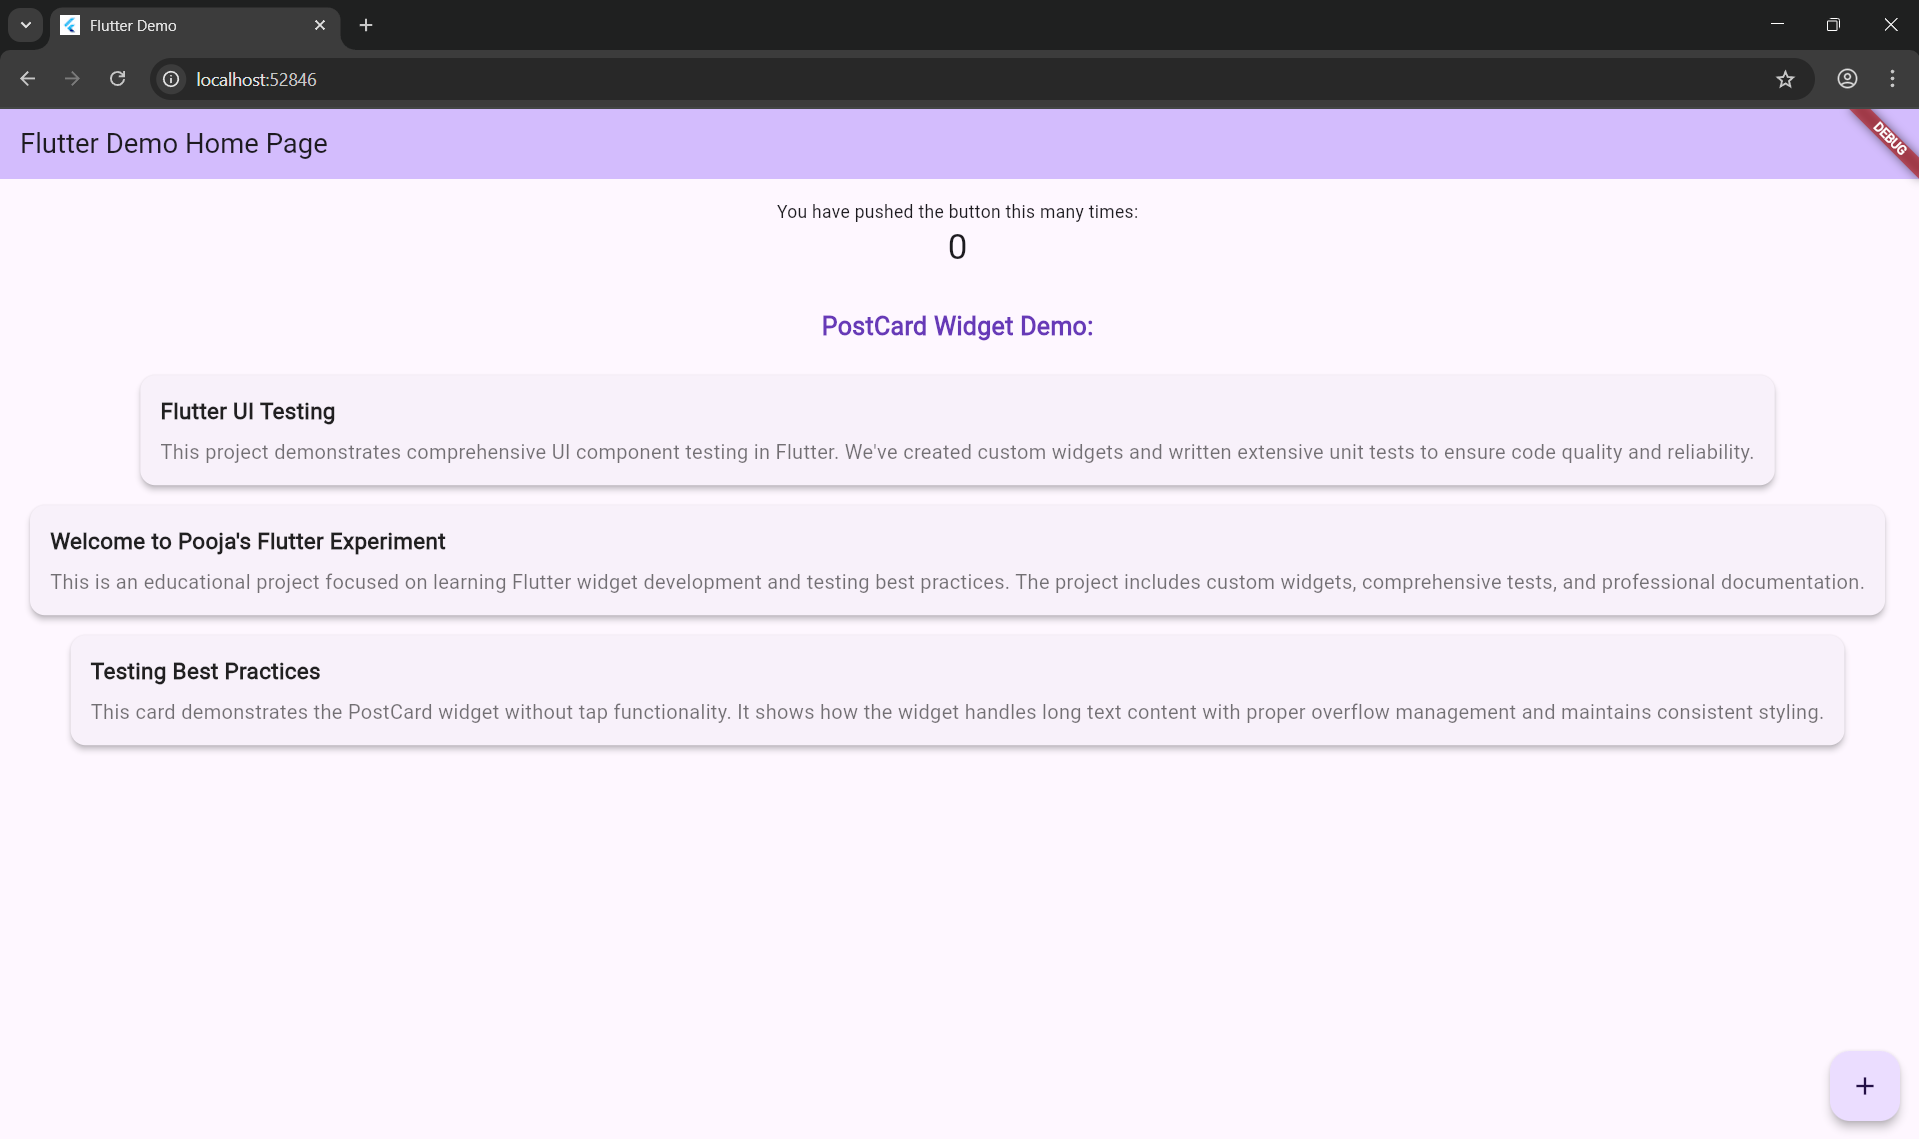 Flutter Demo
localhost:52846
Flutter Demo Home Page
DEBUG
You have pushed the button this many times:
0
PostCard Widget Demo:
Flutter UI Testing
This project demonstrates comprehensive UI component testing in Flutter. We've created custom widgets and written extensive unit tests to ensure code quality and reliability.
Welcome to Pooja's Flutter Experiment
This is an educational project focused on learning Flutter widget development and testing best practices. The project includes custom widgets, comprehensive tests, and professional documentation.
Testing Best Practices
This card demonstrates the PostCard widget without tap functionality. It shows how the widget handles long text content with proper overflow management and maintains consistent styling.